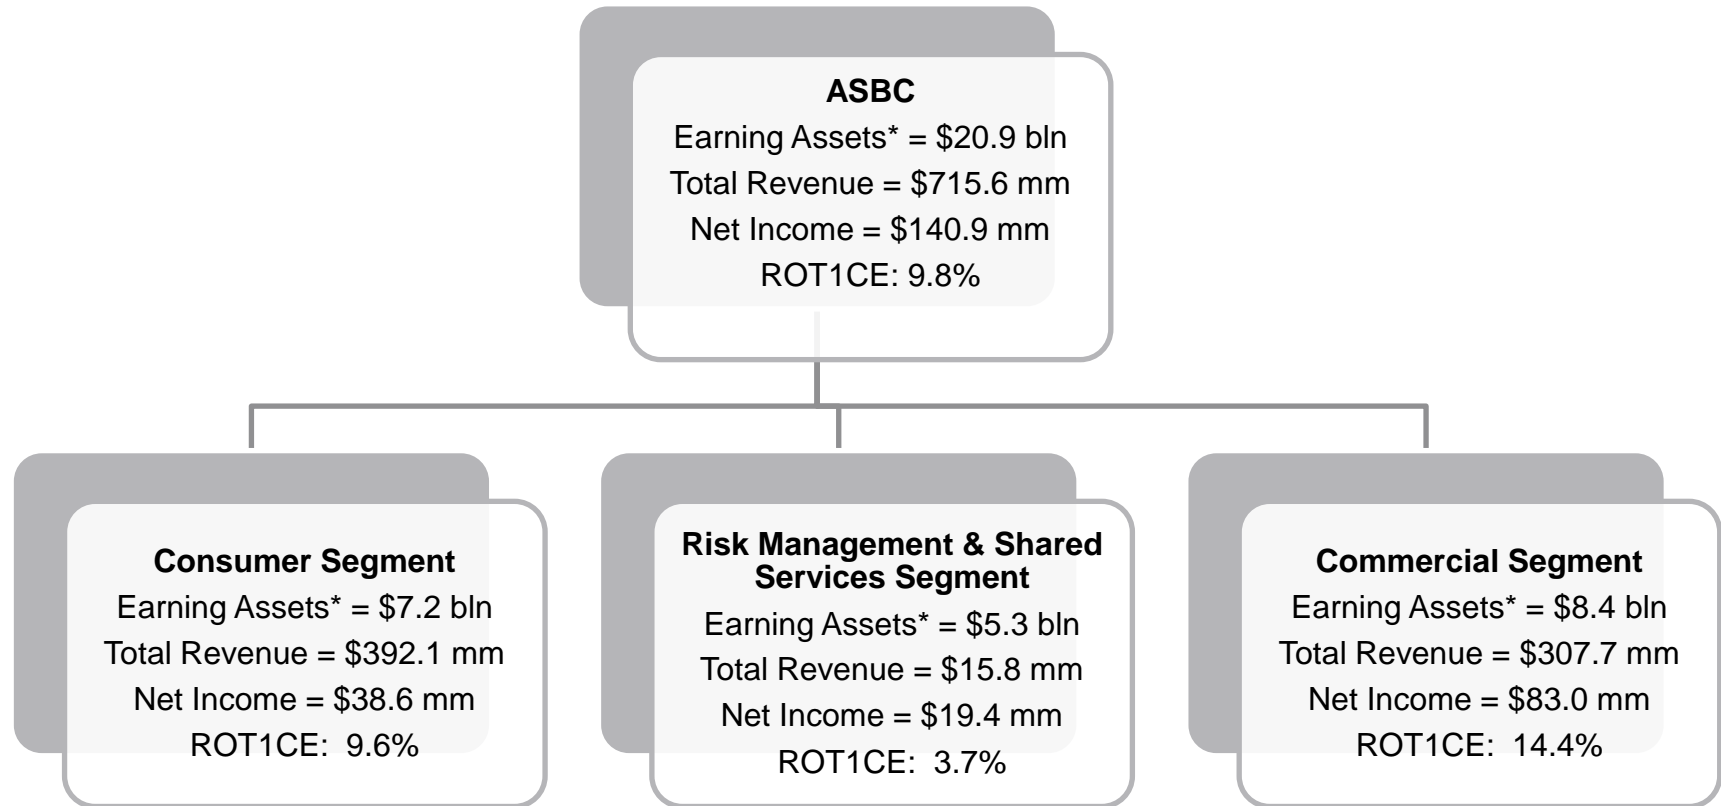 ASBC
Earning Assets* = $20.9 bln
Total Revenue = $715.6 mm
Net Income = $140.9 mm
ROT1CE: 9.8%
Consumer Segment
Earning Assets* = $7.2 bln
Total Revenue = $392.1 mm
Net Income = $38.6 mm
ROT1CE:  9.6%
Risk Management & Shared
Services Segment
Earning Assets* = $5.3 bln
Total Revenue = $15.8 mm
Net Income = $19.4 mm
ROT1CE:  3.7%
Commercial Segment
Earning Assets* = $8.4 bln
Total Revenue = $307.7 mm
Net Income = $83.0 mm
ROT1CE:  14.4%